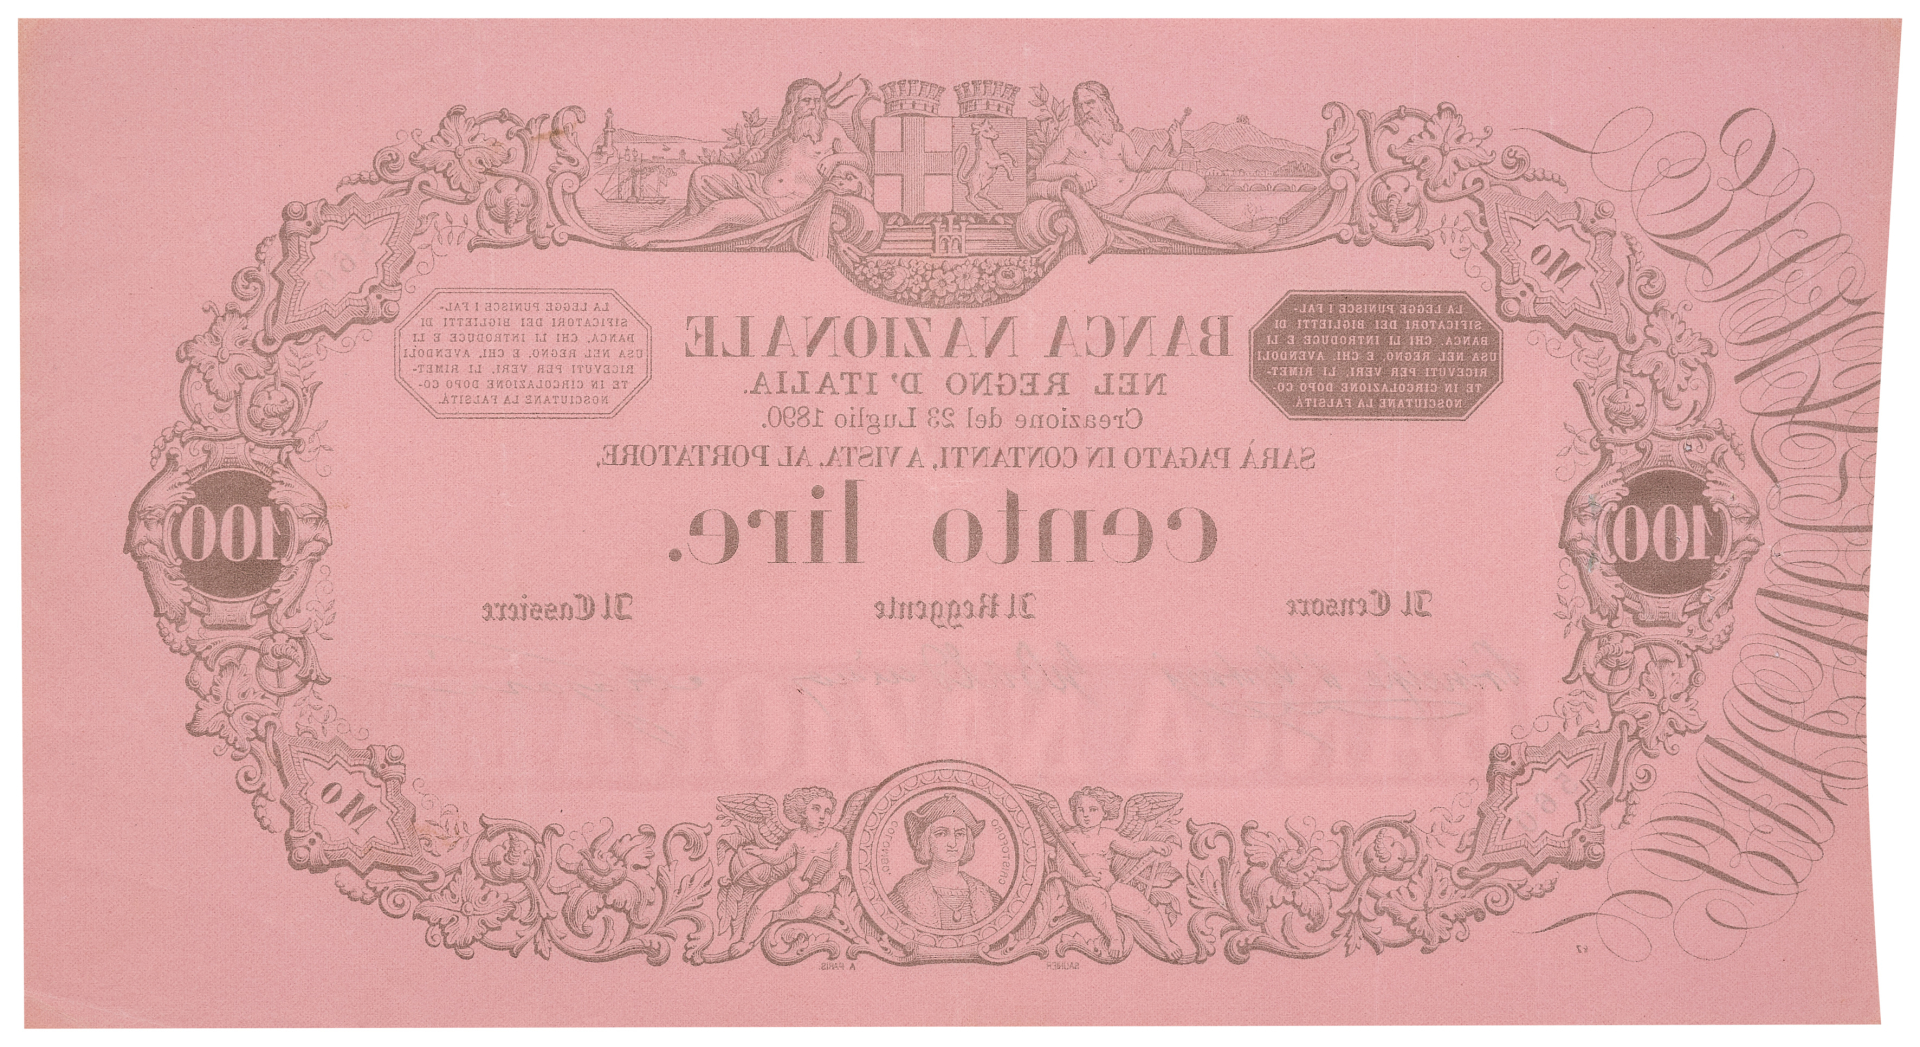 LA LEGGE PUNISCE I FAL-
SIFICATORI DEI BIGLIETTI DI
BANCA, CHI LI INTRODUCE E LI
USA NEL REGNO, E CHI, AVENDOLI
RICEVUTI PER VERI, LI RIMET-
TE IN CIRCOLAZIONE DOPO CO-
NOSCIUTANE LA FALSITÀ.
BANCA NAZIONALE
NEL REGNO D'ITALIA.
Creazione del 23 Luglio 1890.
SARÀ PAGATO IN CONTANTI, A VISTA, AL PORTATORE,
cento lire.
LA LEGGE PUNISCE I FAL-
SIFICATORI DEI BIGLIETTI DI
BANCA, CHI LI INTRODUCE E LI
USA NEL REGNO, E CHI, AVENDOLI
RICEVUTI PER VERI, LI RIMET-
TE IN CIRCOLAZIONE DOPO CO-
NOSCIUTANE LA FALSITÀ.
Mo
100
100
Il Censore
Il Reggente
Il Cassiere
Mo
CRISTOFORO COLOMBO
A PARIS.